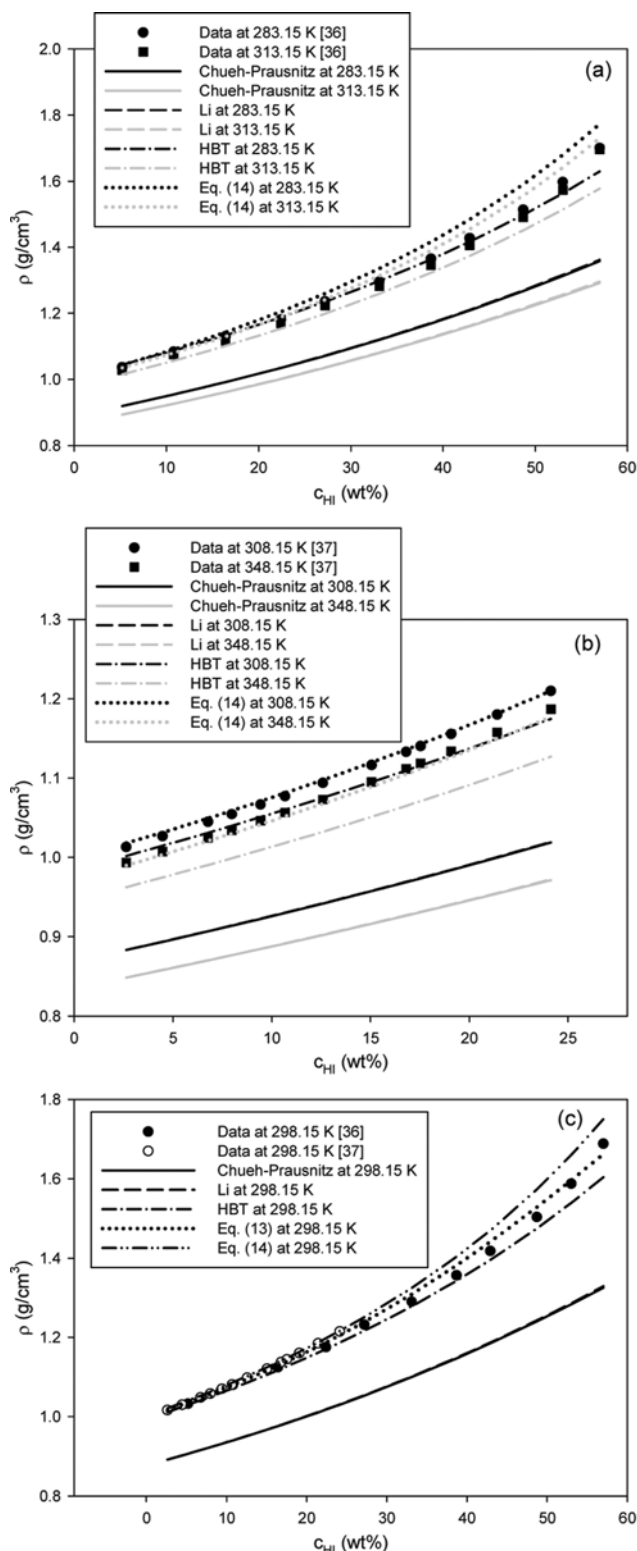 Data at 283.15 K [36]
Data at 313.15 K [36]
Chueh-Prausnitz at 283.15 K
Chueh-Prausnitz at 313.15 K
Li at 283.15 K
Li at 313.15 K
HBT at 283.15 K
HBT at 313.15 K
Eq. (14) at 283.15 K
Eq. (14) at 313.15 K
(a)
2.0
1.8
1.6
1.4
1.2
1.0
0.8
ρ (g/cm³)
0 10 20 30 40 50 60
c_HI (wt%)
Data at 308.15 K [37]
Data at 348.15 K [37]
Chueh-Prausnitz at 308.15 K
Chueh-Prausnitz at 348.15 K
Li at 308.15 K
Li at 348.15 K
HBT at 308.15 K
HBT at 348.15 K
Eq. (14) at 308.15 K
Eq. (14) at 348.15 K
(b)
1.3
1.2
1.1
1.0
0.9
0.8
ρ (g/cm³)
0 5 10 15 20 25
c_HI (wt%)
Data at 298.15 K [36]
Data at 298.15 K [37]
Chueh-Prausnitz at 298.15 K
Li at 298.15 K
HBT at 298.15 K
Eq. (13) at 298.15 K
Eq. (14) at 298.15 K
(c)
1.8
1.6
1.4
1.2
1.0
0.8
ρ (g/cm³)
0 10 20 30 40 50 60
c_HI (wt%)